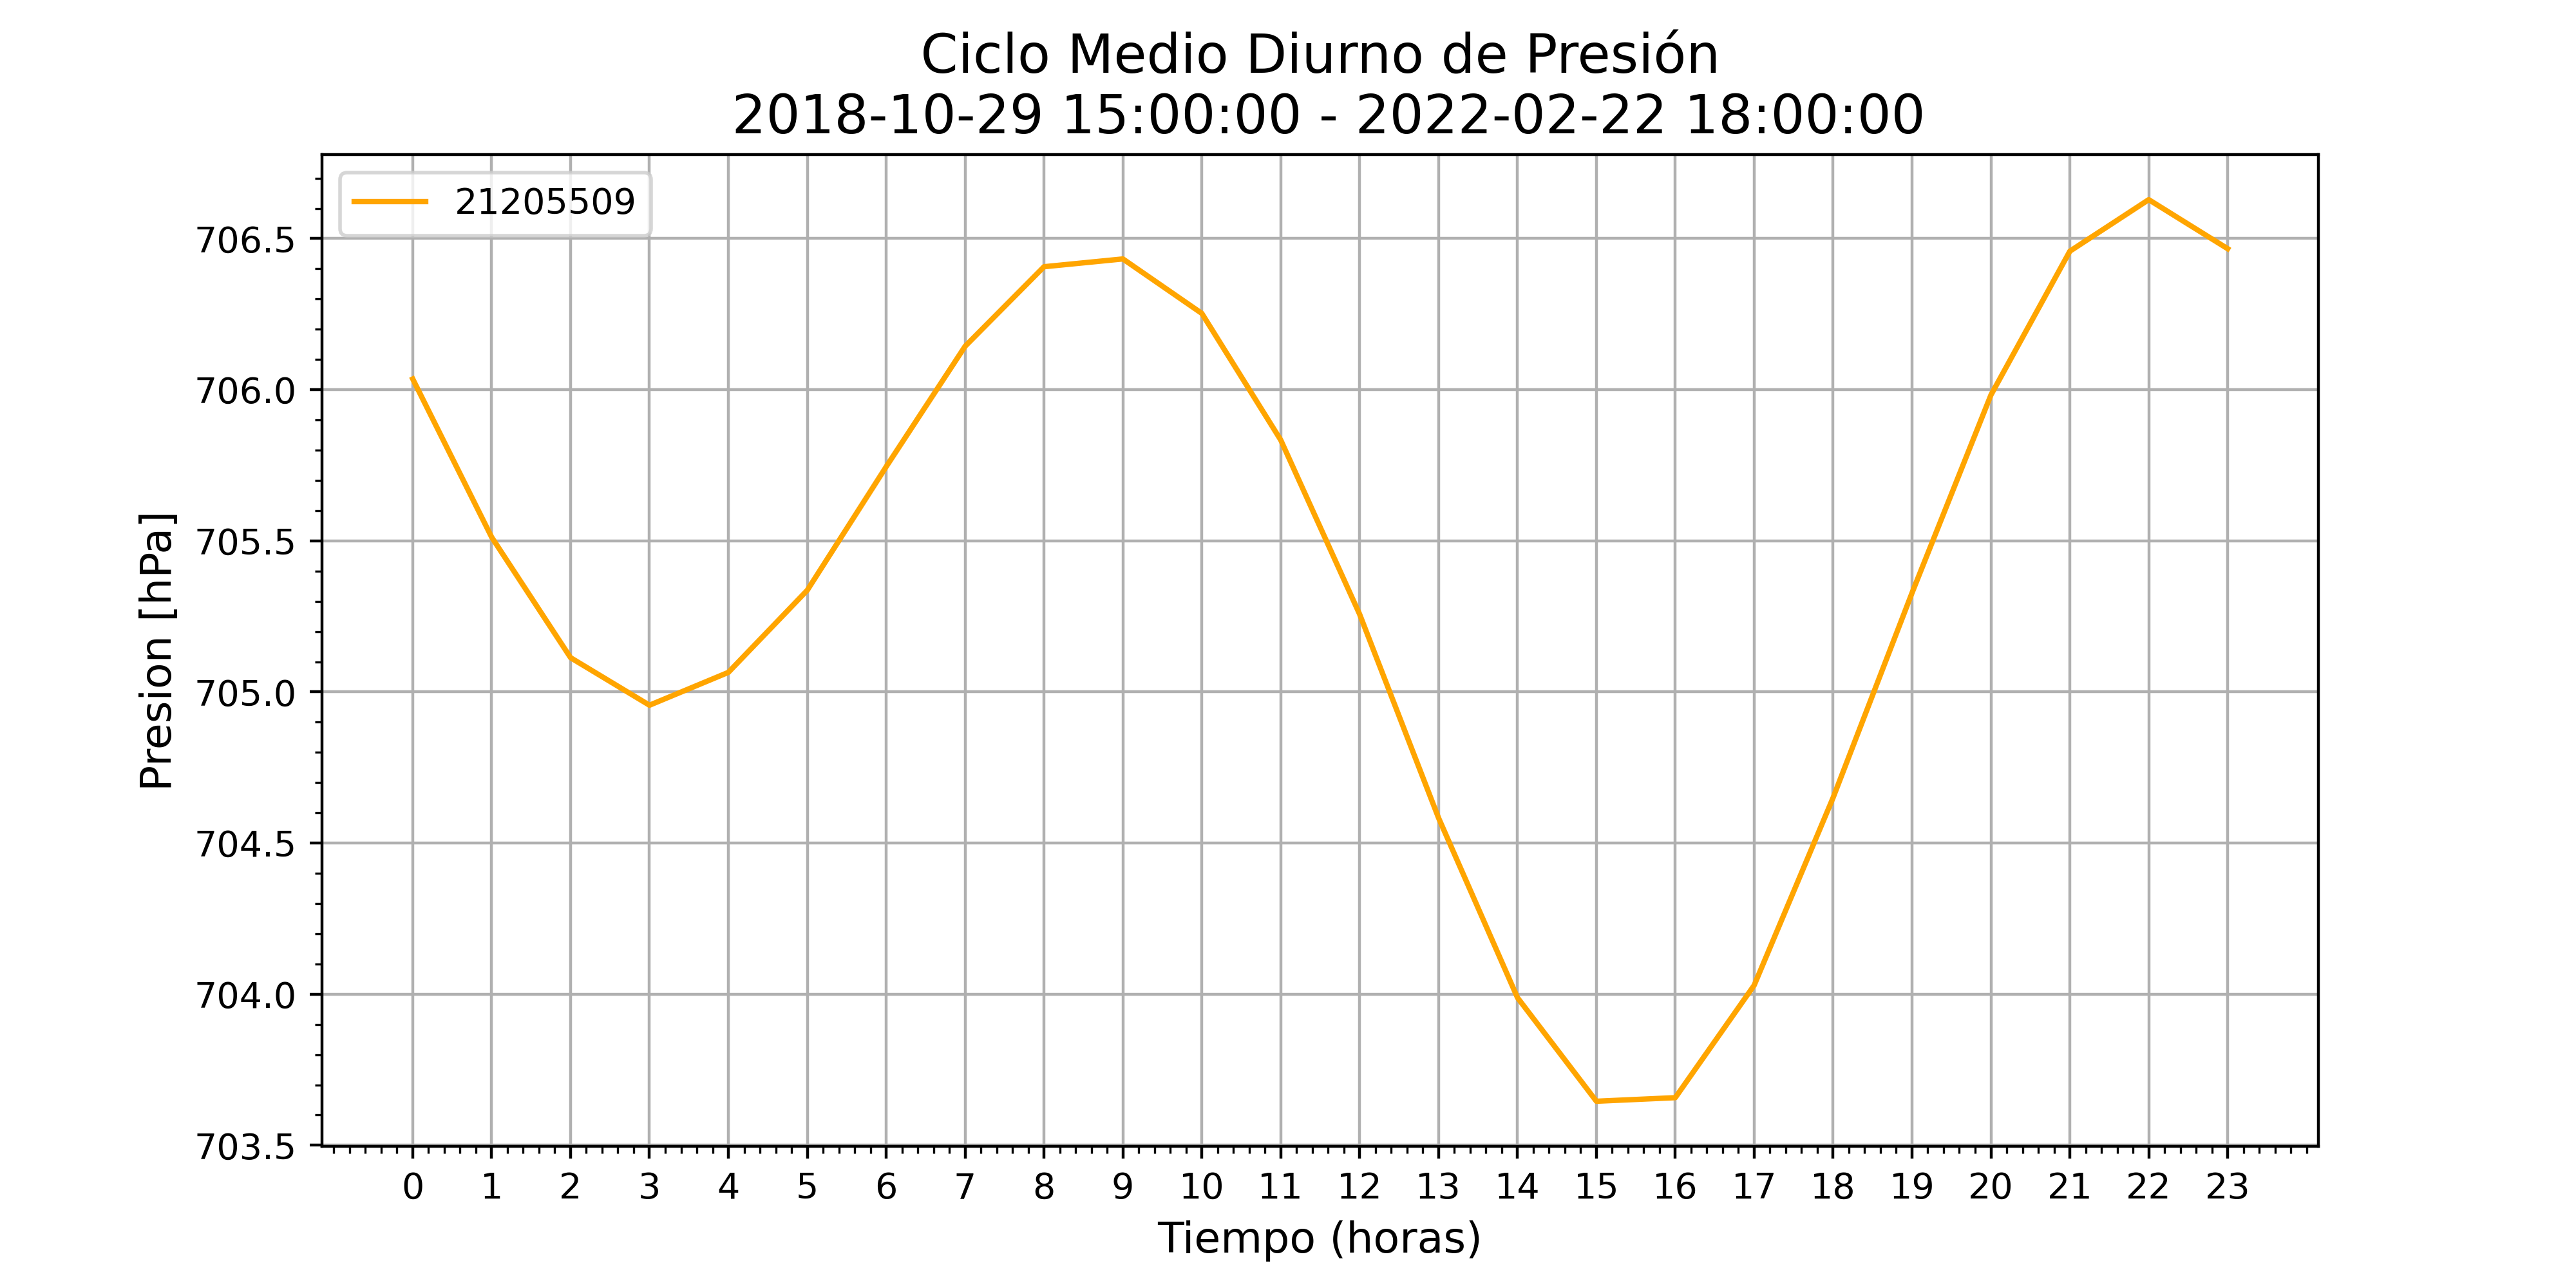 Ciclo Medio Diurno de Presión
2018-10-29 15:00:00 - 2022-02-22 18:00:00
21205509
706.5
706.0
705.5
705.0
704.5
704.0
703.5
Presion [hPa]
0 1 2 3 4 5 6 7 8 9 10 11 12 13 14 15 16 17 18 19 20 21 22 23
Tiempo (horas)